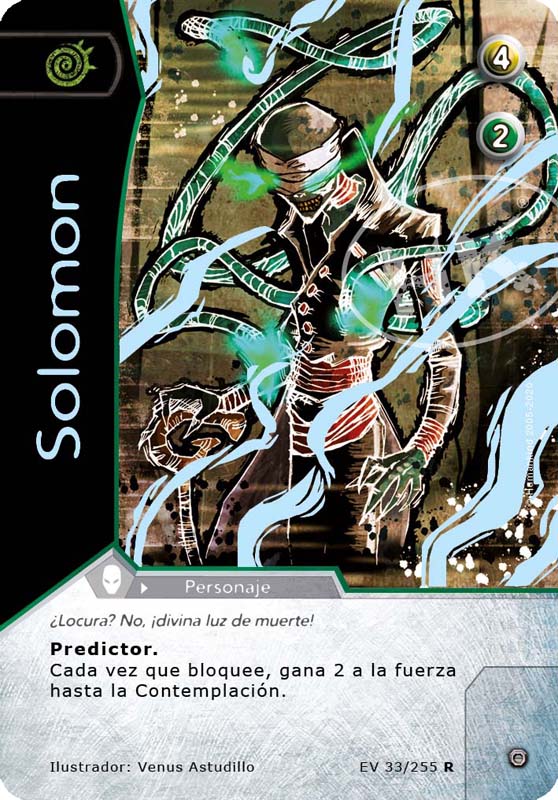 4
2
Solomon
Personaje
¿Locura? No, ¡divina luz de muerte!
Predictor.
Cada vez que bloquee, gana 2 a la fuerza
hasta la Contemplación.
Ilustrador: Venus Astudillo
EV 33/255 R